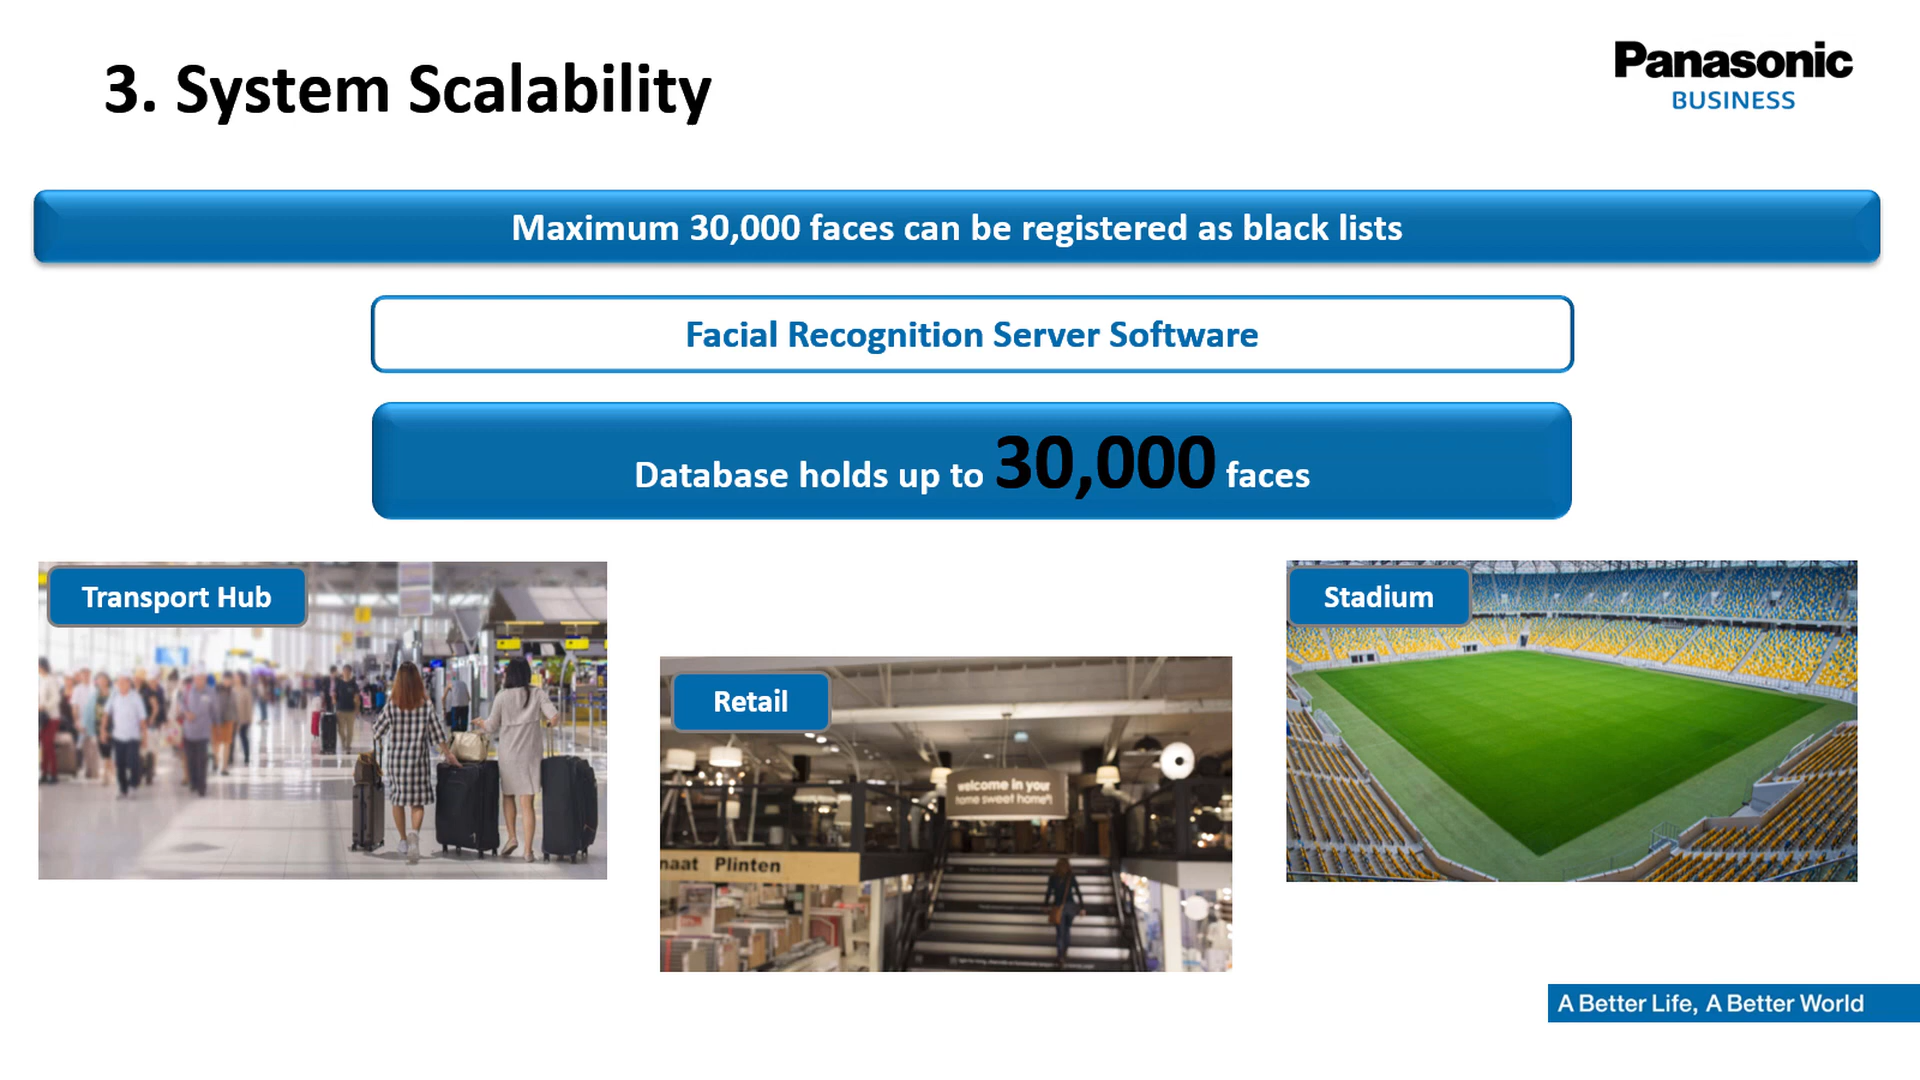 3. System Scalability
Panasonic
BUSINESS
Maximum 30,000 faces can be registered as black lists
Facial Recognition Server Software
Database holds up to 30,000 faces
Transport Hub
Stadium
Retail
welcome in your
home sweet home
naat Plinten
A Better Life, A Better World